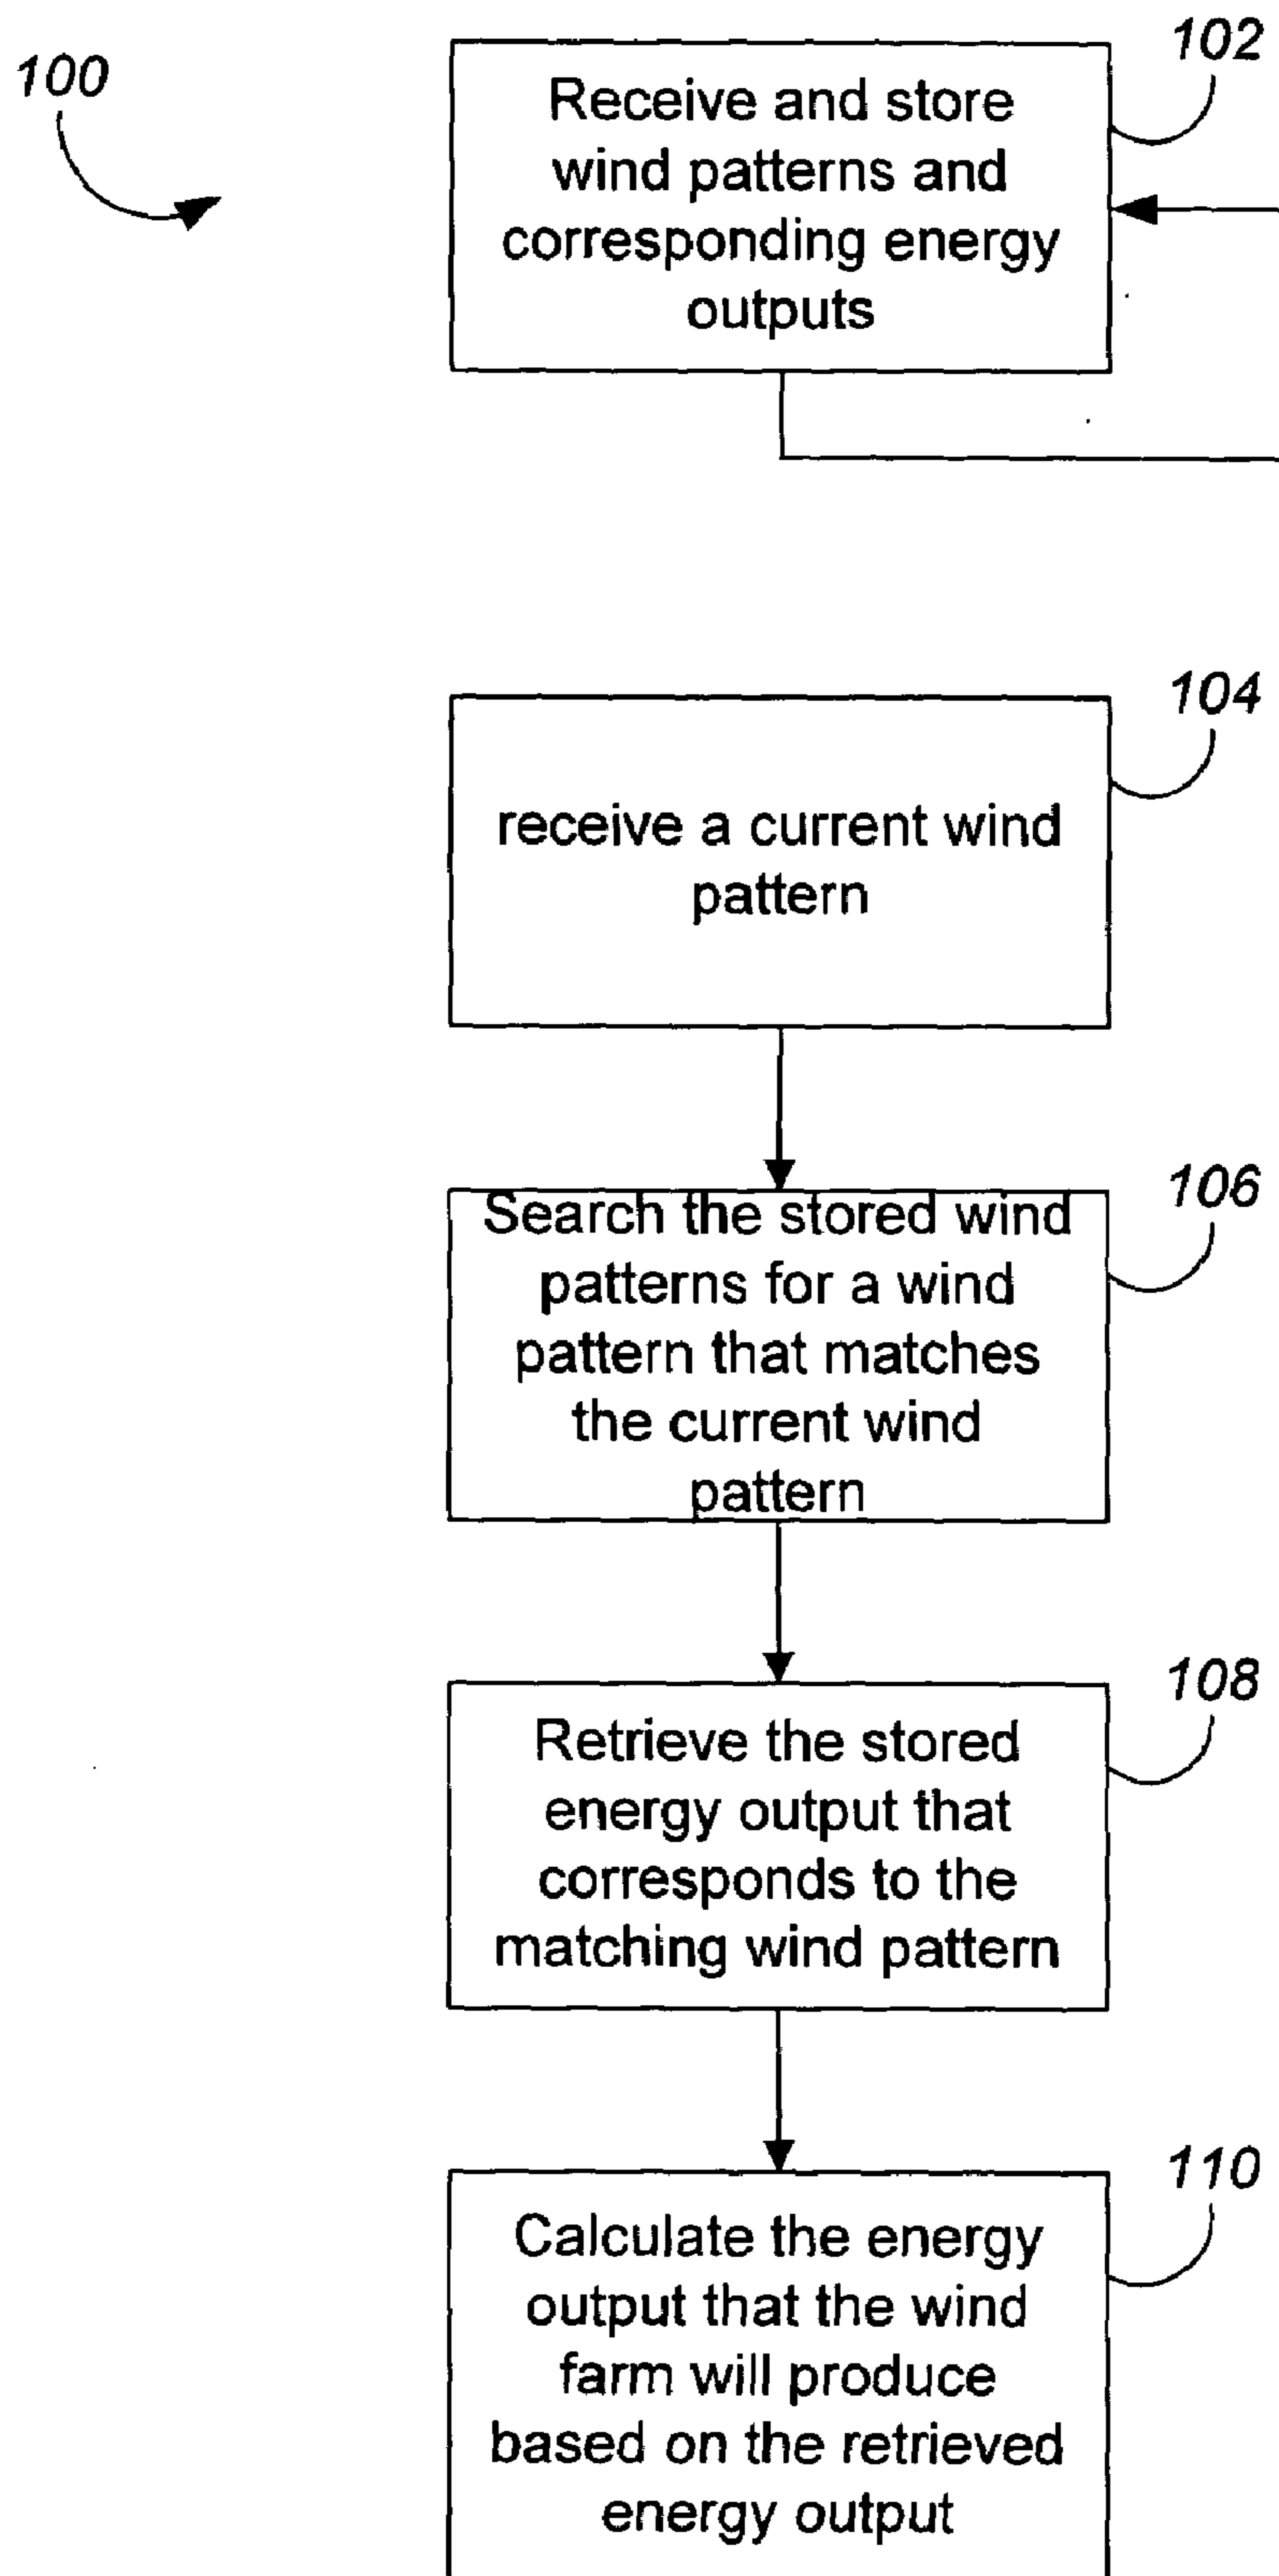 100
102
Receive and store
wind patterns and
corresponding energy
outputs
104
receive a current wind
pattern
106
Search the stored wind
patterns for a wind
pattern that matches
the current wind
pattern
108
Retrieve the stored
energy output that
corresponds to the
matching wind pattern
110
Calculate the energy
output that the wind
farm will produce
based on the retrieved
energy output